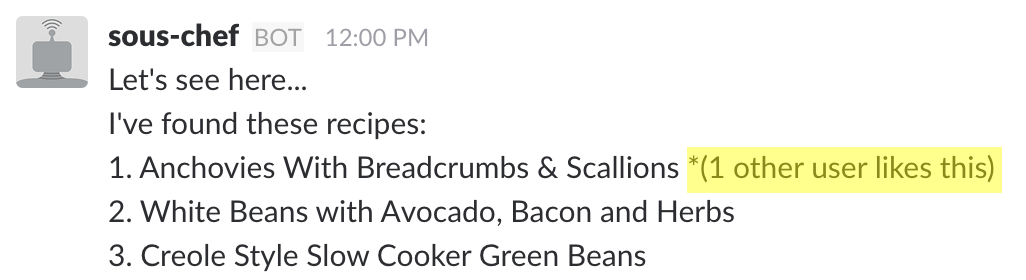 sous-chef BOT 12:00 PM
Let's see here...
I've found these recipes:
1. Anchovies With Breadcrumbs & Scallions *(1 other user likes this)
2. White Beans with Avocado, Bacon and Herbs
3. Creole Style Slow Cooker Green Beans